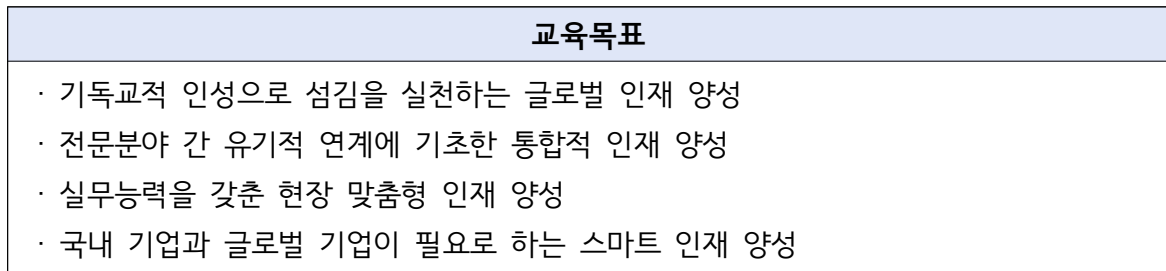 교육목표
· 기독교적 인성으로 섬김을 실천하는 글로벌 인재 양성
· 전문분야 간 유기적 연계에 기초한 통합적 인재 양성
· 실무능력을 갖춘 현장 맞춤형 인재 양성
· 국내 기업과 글로벌 기업이 필요로 하는 스마트 인재 양성